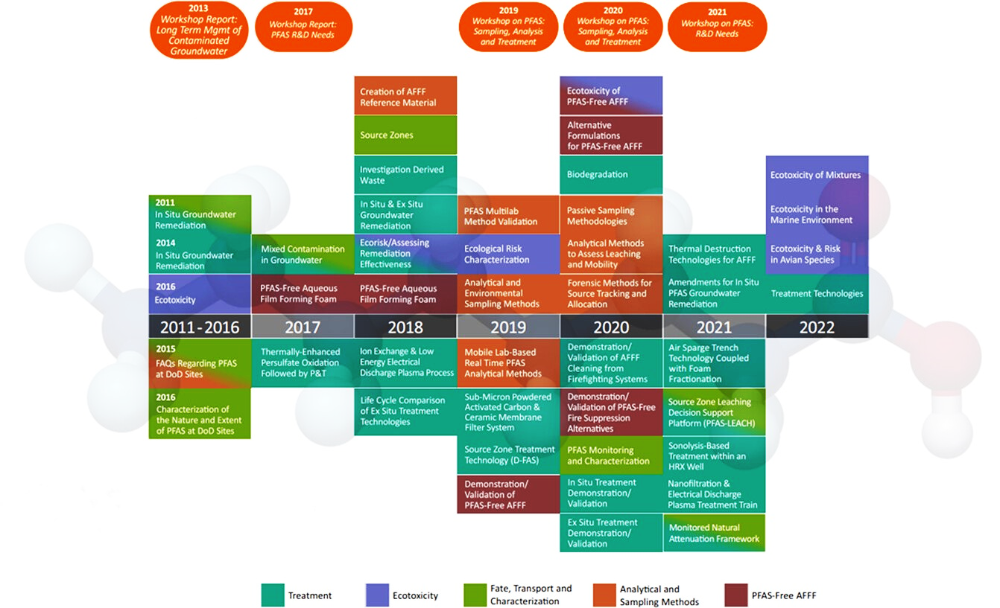 2013
Workshop Report:
Long Term Mgmt of
Contaminated
Groundwater
2017
Workshop Report:
PFAS R&D Needs
2019
Workshop on PFAS:
Sampling, Analysis
and Treatment
2020
Workshop on PFAS:
Sampling, Analysis
and Treatment
2021
Workshop on PFAS:
R&D Needs
2011
In Situ Groundwater
Remediation
2014
In Situ Groundwater
Remediation
2016
Ecotoxicity
Mixed Contamination
in Groundwater
PFAS-Free Aqueous
Film Forming Foam
Creation of AFFF
Reference Material
Source Zones
Investigation Derived
Waste
In Situ & Ex Situ
Groundwater
Remediation
Ecorisk/Assessing
Remediation
Effectiveness
PFAS-Free Aqueous
Film Forming Foam
PFAS Multilab
Method Validation
Ecological Risk
Characterization
Analytical and
Environmental
Sampling Methods
Ecotoxicity of
PFAS-Free AFFF
Alternative
Formulations
for PFAS-Free AFFF
Biodegradation
Passive Sampling
Methodologies
Analytical Methods
to Assess Leaching
and Mobility
Forensic Methods for
Source Tracking and
Allocation
Thermal Destruction
Technologies for AFFF
Amendments for In Situ
PFAS Groundwater
Remediation
Ecotoxicity of Mixtures
Ecotoxicity in the
Marine Environment
Ecotoxicity & Risk
in Avian Species
Treatment Technologies
2011-2016
2017
2018
2019
2020
2021
2022
2015
FAQs Regarding PFAS
at DoD Sites
2016
Characterization of
the Nature and Extent
of PFAS at DoD Sites
Thermally-Enhanced
Persulfate Oxidation
Followed by P&T
Ion Exchange & Low
Energy Electrical
Discharge Plasma Process
Life Cycle Comparison
of Ex Situ Treatment
Technologies
Mobile Lab-Based
Real Time PFAS
Analytical Methods
Sub-Micron Powdered
Activated Carbon &
Ceramic Membrane
Filter System
Source Zone Treatment
Technology (D-FAS)
Demonstration/
Validation of
PFAS-Free AFFF
Demonstration/
Validation of AFFF
Cleaning from
Firefighting Systems
Demonstration/
Validation of PFAS-Free
Fire Suppression
Alternatives
PFAS Monitoring
and Characterization
In Situ Treatment
Demonstration/
Validation
Ex Situ Treatment
Demonstration/
Validation
Air Sparge Trench
Technology Coupled
with Foam
Fractionation
Source Zone Leaching
Decision Support
Platform (PFAS-LEACH)
Sonolysis-Based
Treatment within an
HRX Well
Nanofiltration &
Electrical Discharge
Plasma Treatment Train
Monitored Natural
Attenuation Framework
Treatment
Ecotoxicity
Fate, Transport and
Characterization
Analytical and
Sampling Methods
PFAS-Free AFFF